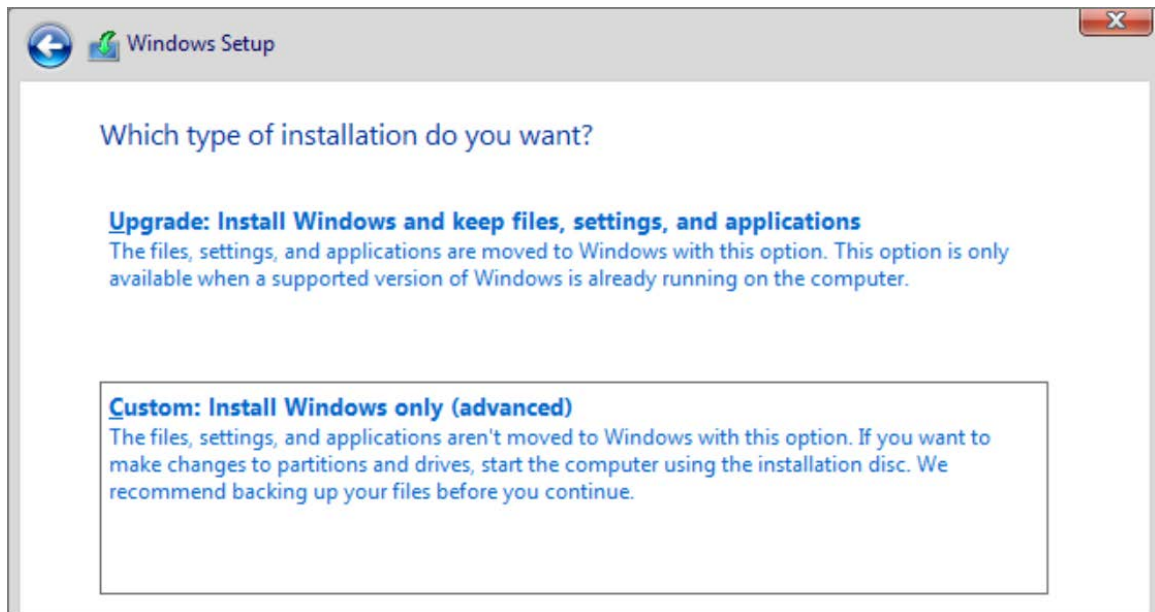 Windows Setup
Which type of installation do you want?
Upgrade: Install Windows and keep files, settings, and applications
The files, settings, and applications are moved to Windows with this option. This option is only
available when a supported version of Windows is already running on the computer.
Custom: Install Windows only (advanced)
The files, settings, and applications aren't moved to Windows with this option. If you want to
make changes to partitions and drives, start the computer using the installation disc. We
recommend backing up your files before you continue.